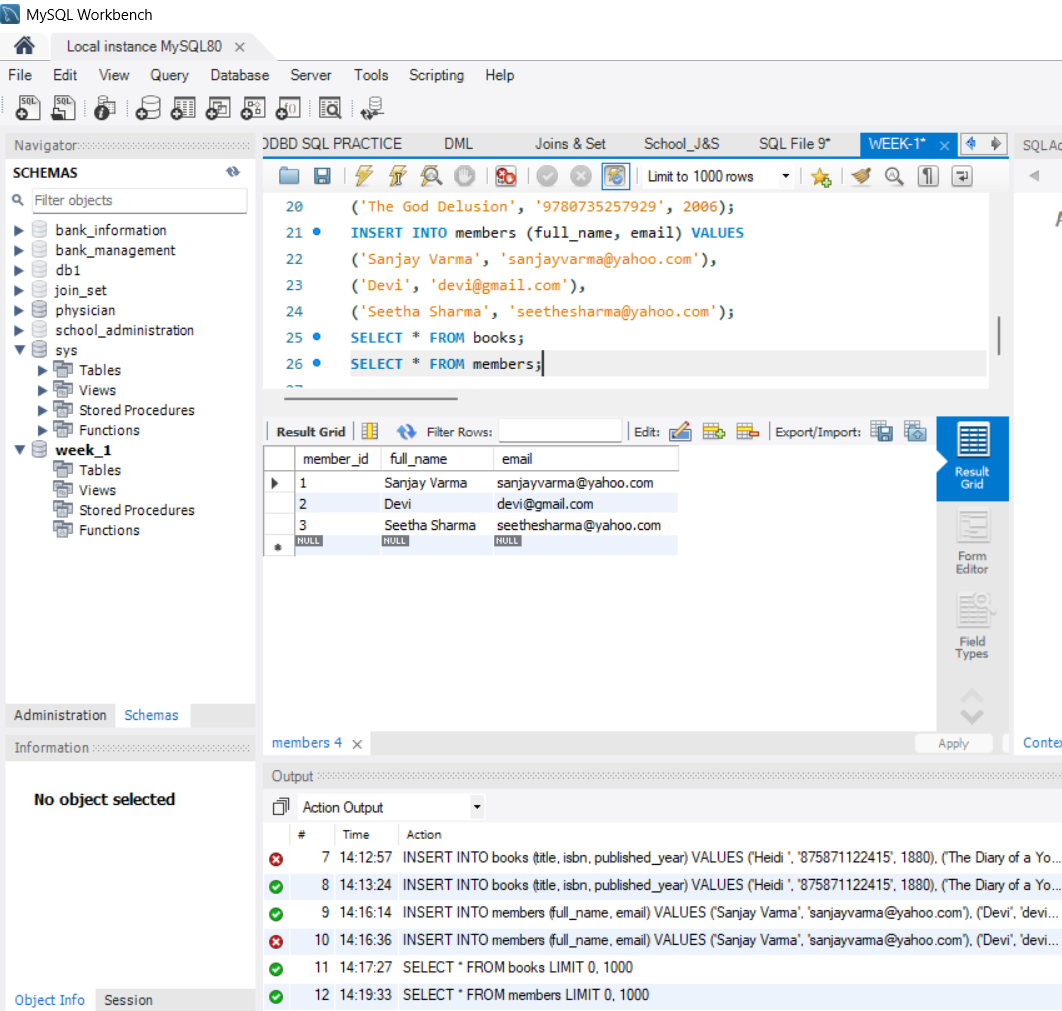 MySQL Workbench
Local instance MySQL80
File Edit View Query Database Server Tools Scripting Help
Navigator
SCHEMAS
Filter objects
bank_information
bank_management
db1
join_set
physician
school_administration
sys
Tables
Views
Stored Procedures
Functions
week_1
Tables
Views
Stored Procedures
Functions
Administration Schemas
Information
No object selected
Object Info Session
DDBD SQL PRACTICE DML Joins & Set School_J&S SQL File 9* WEEK-1*
Limit to 1000 rows
20 ('The God Delusion', '9780735257929', 2006);
21 INSERT INTO members (full_name, email) VALUES
22 ('Sanjay Varma', 'sanjayvarma@yahoo.com'),
23 ('Devi', 'devi@gmail.com'),
24 ('Seetha Sharma', 'seethesharma@yahoo.com');
25 SELECT * FROM books;
26 SELECT * FROM members;
27
Result Grid Filter Rows: Edit: Export/Import:
member_id full_name email
1 Sanjay Varma sanjayvarma@yahoo.com
2 Devi devi@gmail.com
3 Seetha Sharma seethesharma@yahoo.com
NULL NULL NULL
Result
Grid
Form
Editor
Field
Types
members 4
Apply
Output
Action Output
# Time Action
7 14:12:57 INSERT INTO books (title, isbn, published_year) VALUES ('Heidi ', '875871122415', 1880), ('The Diary of a Yo...
8 14:13:24 INSERT INTO books (title, isbn, published_year) VALUES ('Heidi ', '875871122415', 1880), ('The Diary of a Yo...
9 14:16:14 INSERT INTO members (full_name, email) VALUES ('Sanjay Varma', 'sanjayvarma@yahoo.com'), ('Devi', 'devi...
10 14:16:36 INSERT INTO members (full_name, email) VALUES ('Sanjay Varma', 'sanjayvarma@yahoo.com'), ('Devi', 'devi...
11 14:17:27 SELECT * FROM books LIMIT 0, 1000
12 14:19:33 SELECT * FROM members LIMIT 0, 1000